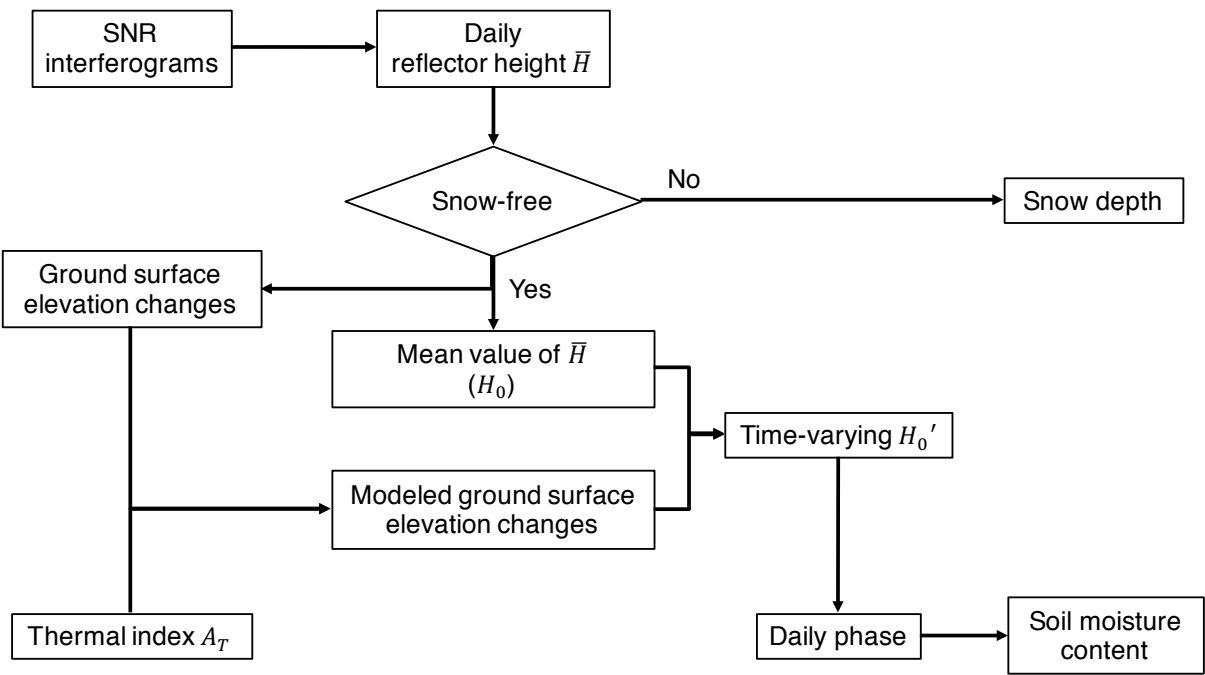 SNR
interferograms
Daily
reflector height H̅
Snow-free
No
Snow depth
Ground surface
elevation changes
Yes
Mean value of H̅
(H₀)
Time-varying H₀′
Modeled ground surface
elevation changes
Thermal index A_T
Daily phase
Soil moisture
content